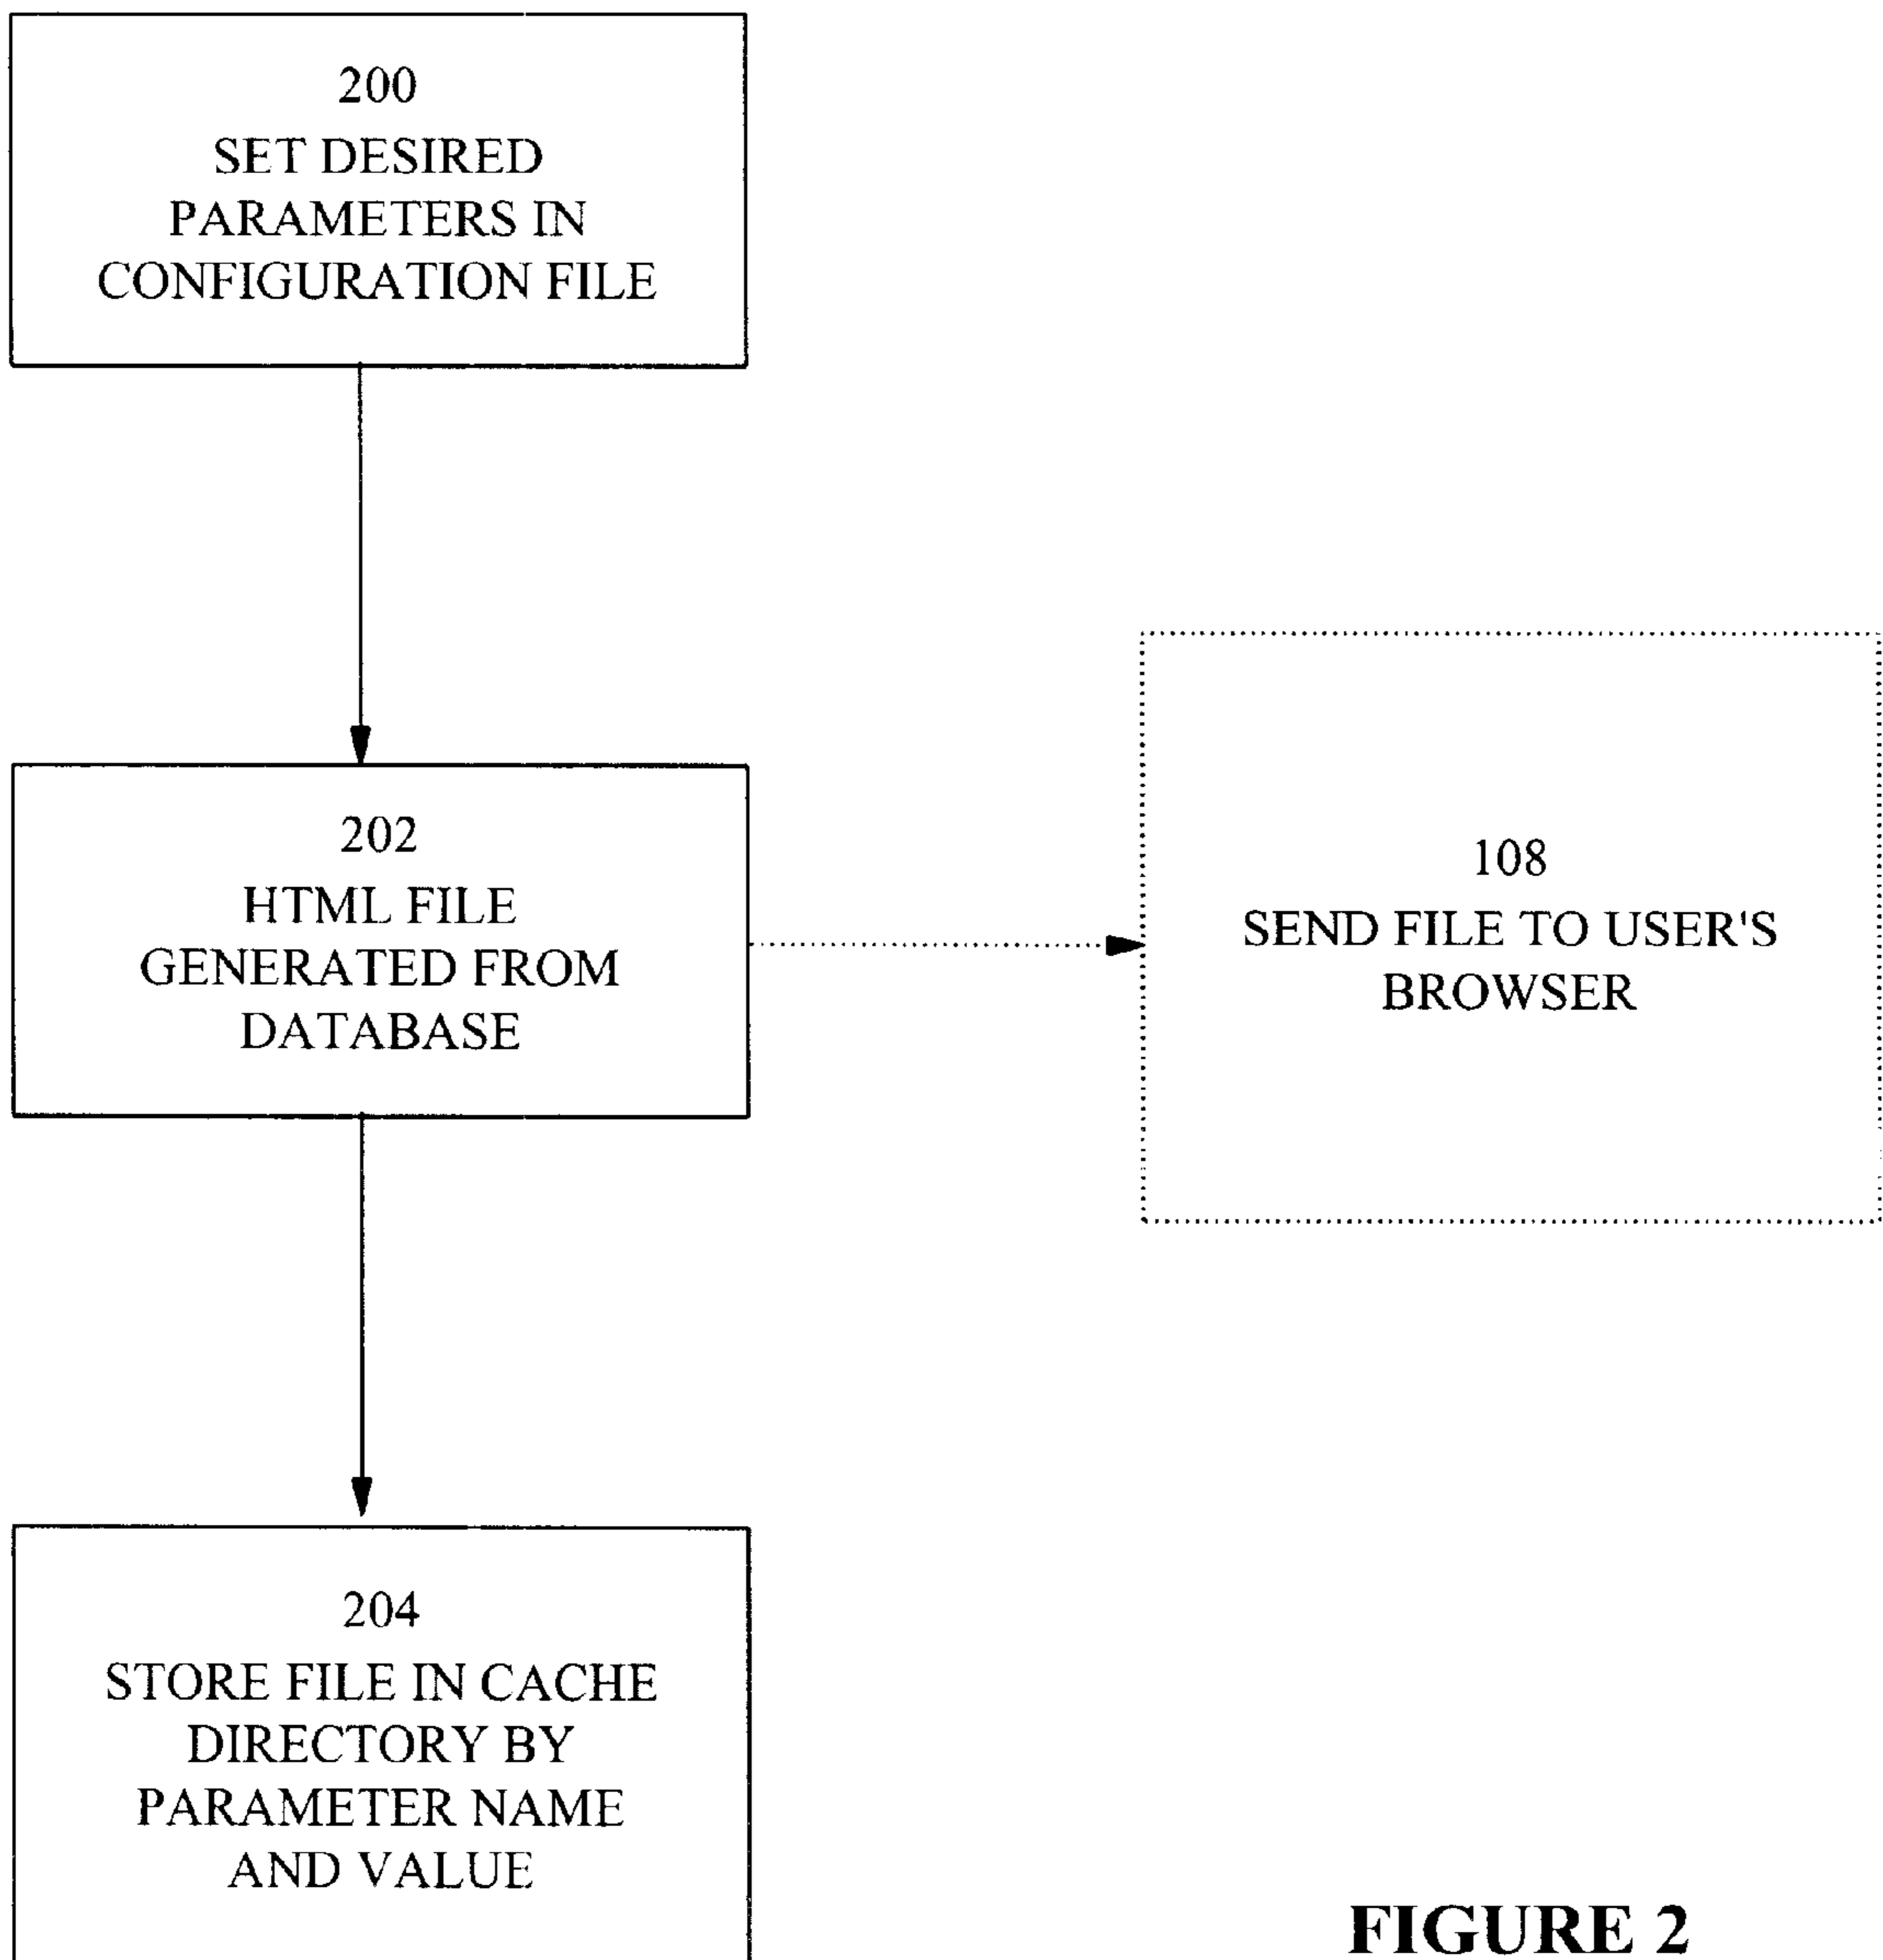 200
SET DESIRED
PARAMETERS IN
CONFIGURATION FILE
202
HTML FILE
GENERATED FROM
DATABASE
108
SEND FILE TO USER'S
BROWSER
204
STORE FILE IN CACHE
DIRECTORY BY
PARAMETER NAME
AND VALUE
FIGURE 2